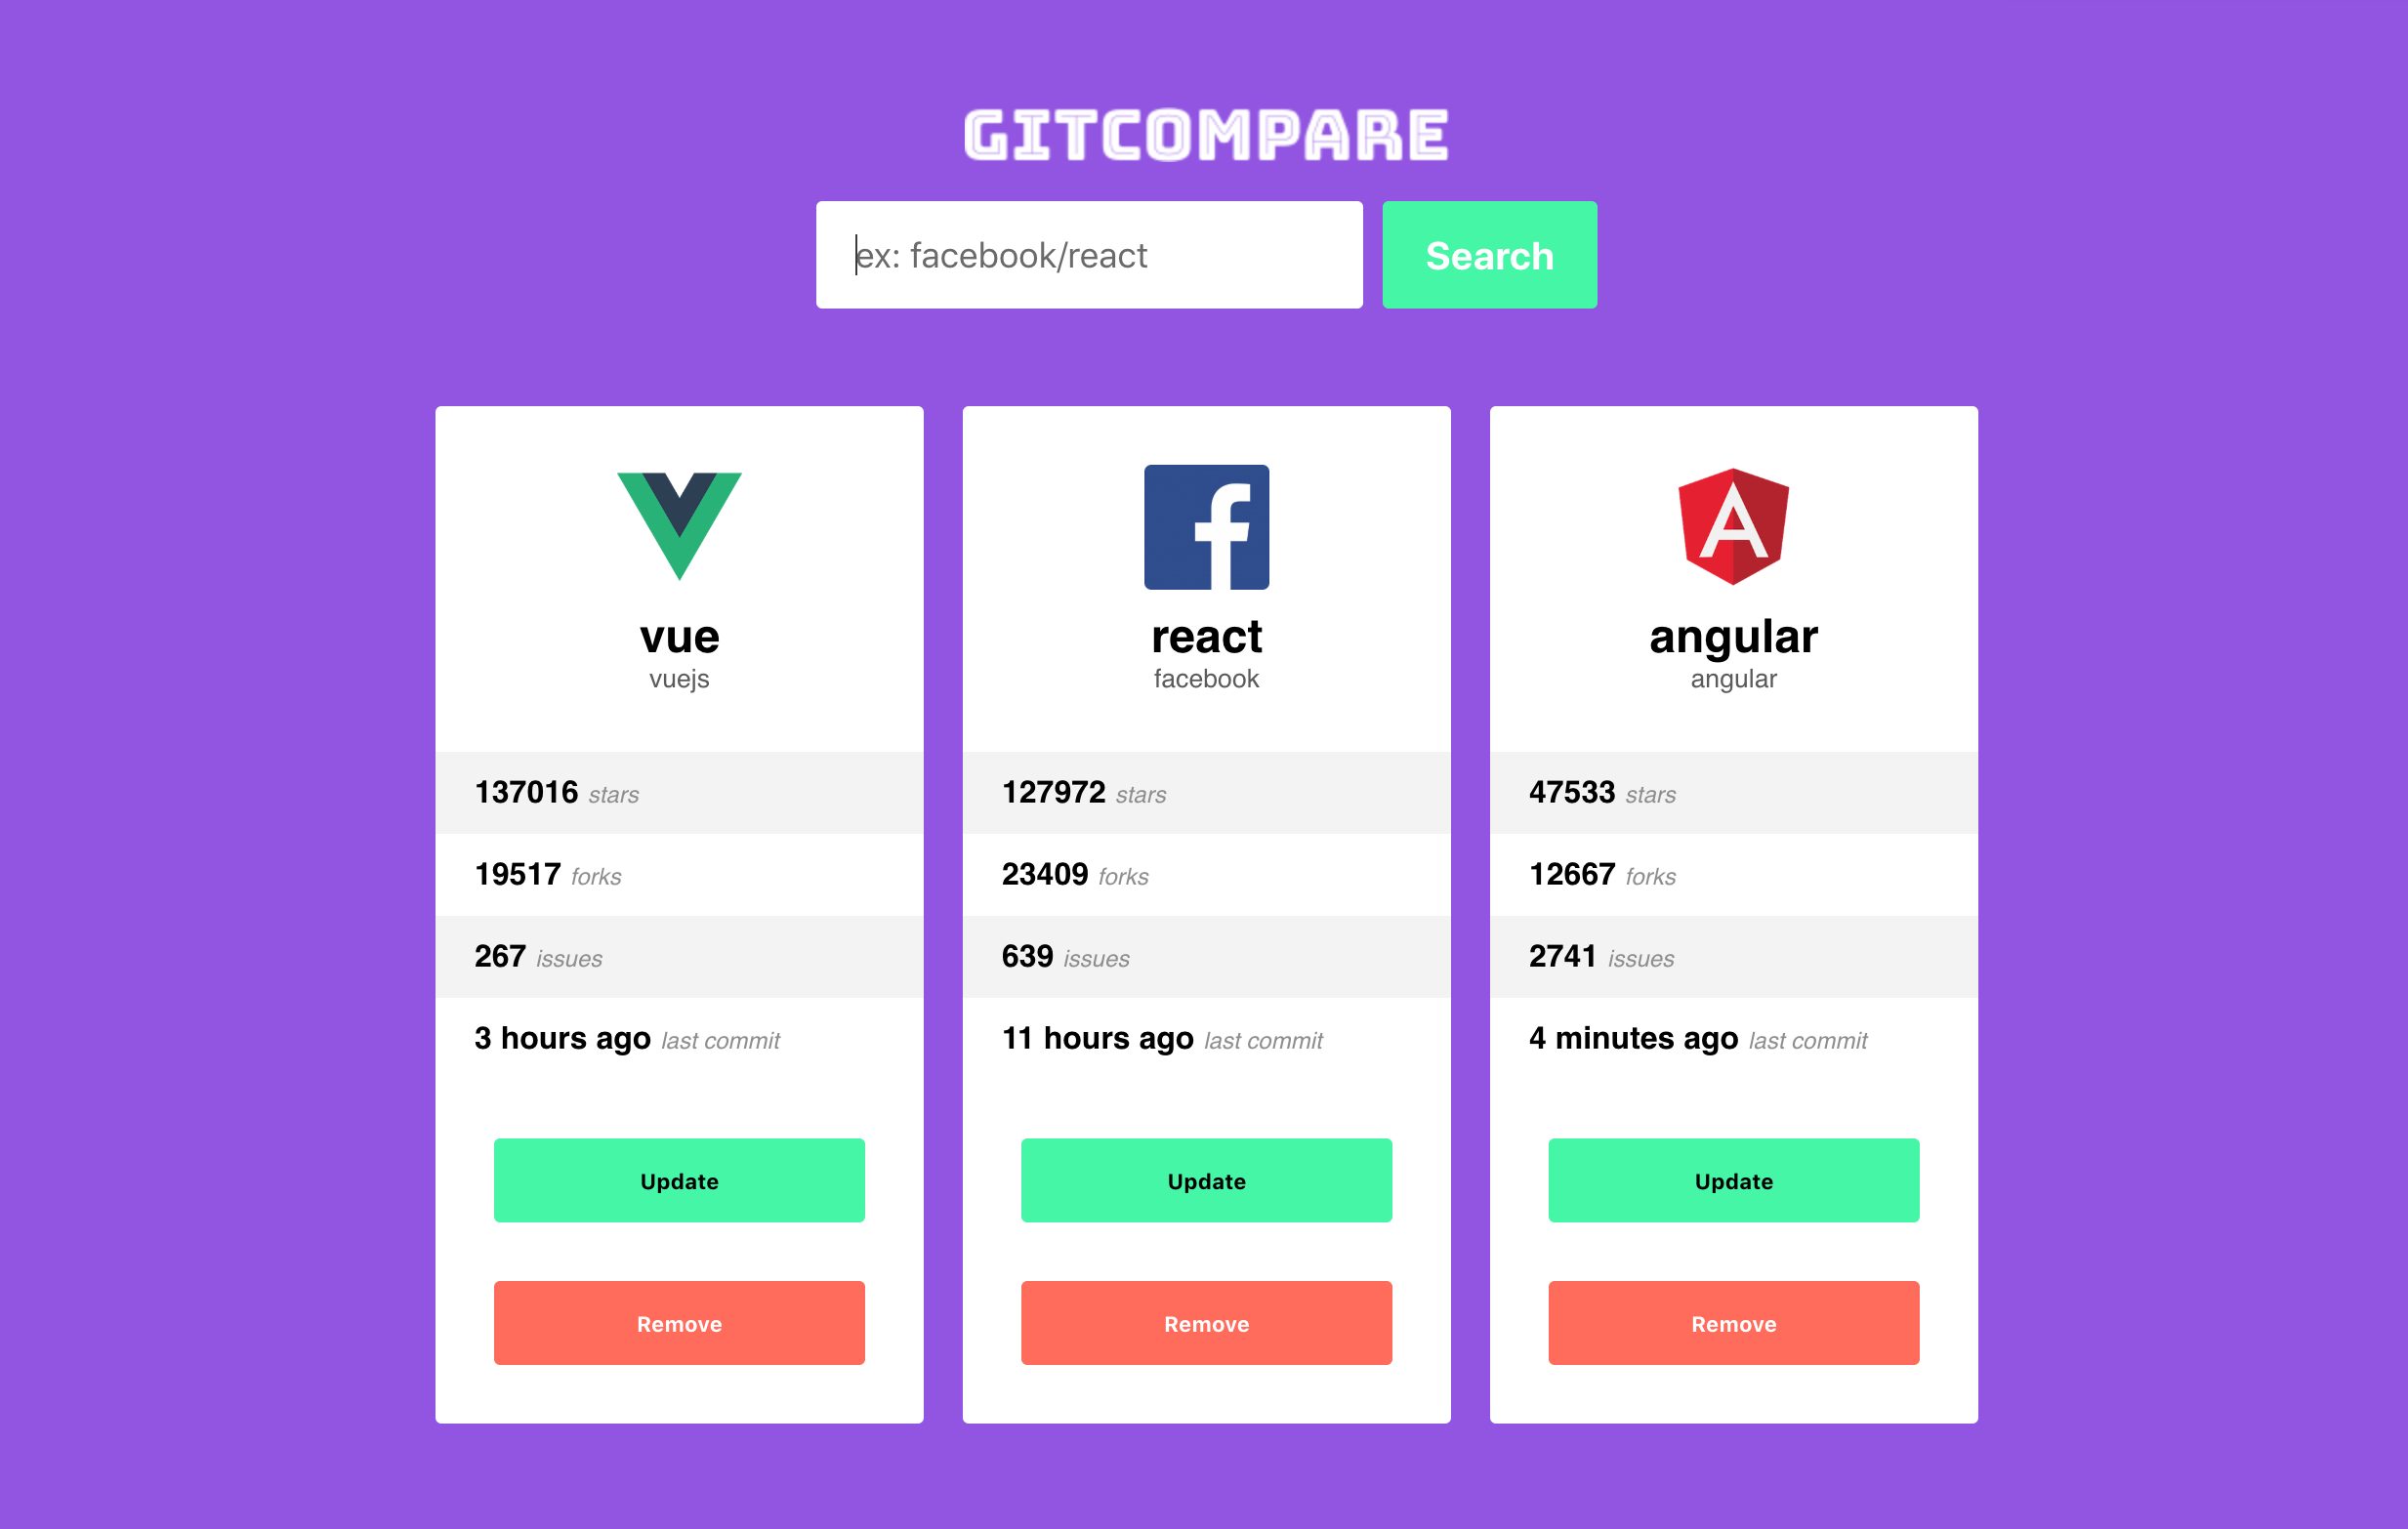 GITCOMPARE
ex: facebook/react
Search
vue
vuejs
137016 stars
19517 forks
267 issues
3 hours ago last commit
Update
Remove
react
facebook
127972 stars
23409 forks
639 issues
11 hours ago last commit
Update
Remove
angular
angular
47533 stars
12667 forks
2741 issues
4 minutes ago last commit
Update
Remove